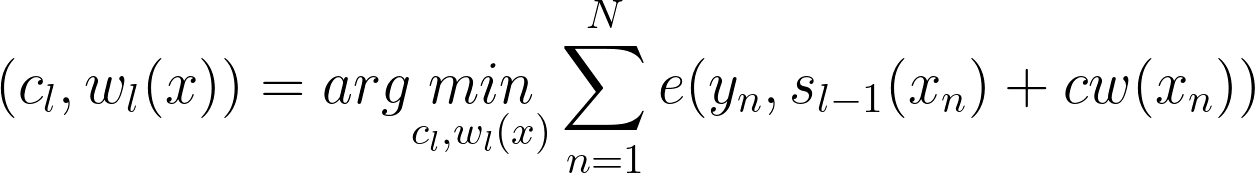 (c_l, w_l(x)) = arg min_{c_l, w_l(x)} \sum_{n=1}^{N} e(y_n, s_{l-1}(x_n) + cw(x_n))